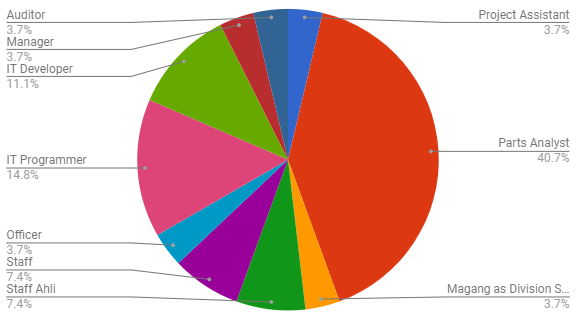 Auditor
3.7%
Manager
3.7%
IT Developer
11.1%
IT Programmer
14.8%
Officer
3.7%
Staff
7.4%
Staff Ahli
7.4%
Project Assistant
3.7%
Parts Analyst
40.7%
Magang as Division S...
3.7%